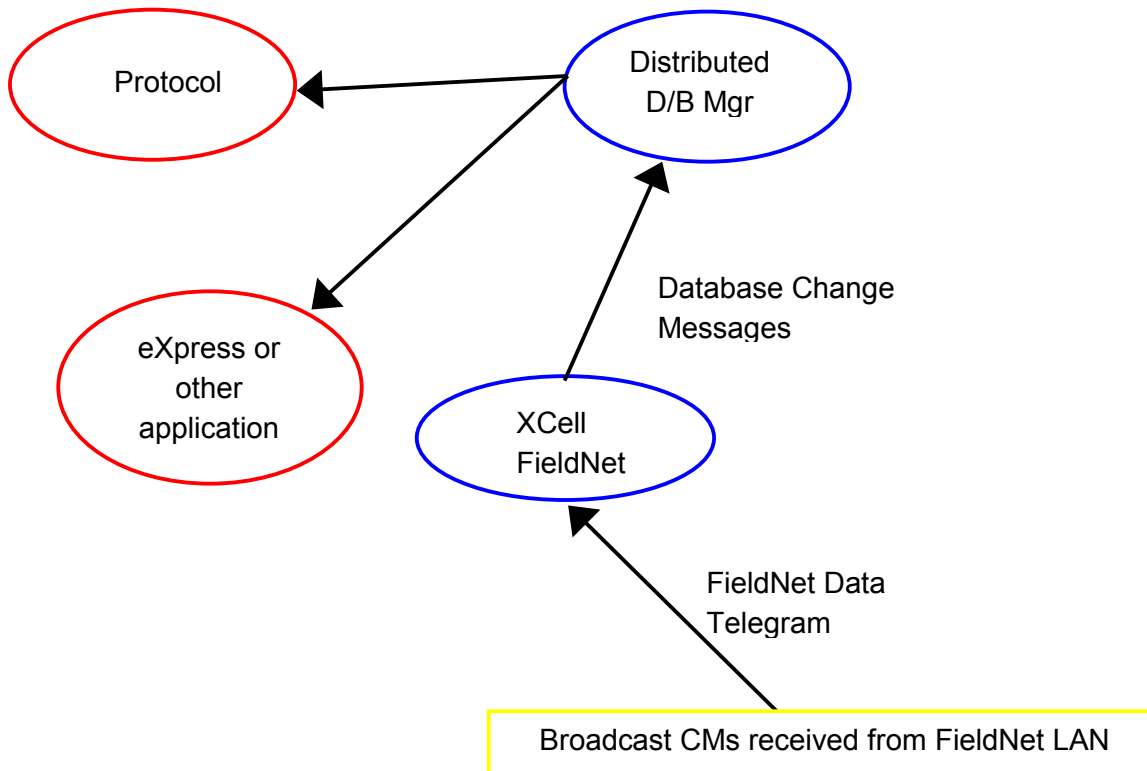 Protocol
Distributed
D/B Mgr
Database Change
Messages
eXpress or
other
application
XCell
FieldNet
FieldNet Data
Telegram
Broadcast CMs received from FieldNet LAN